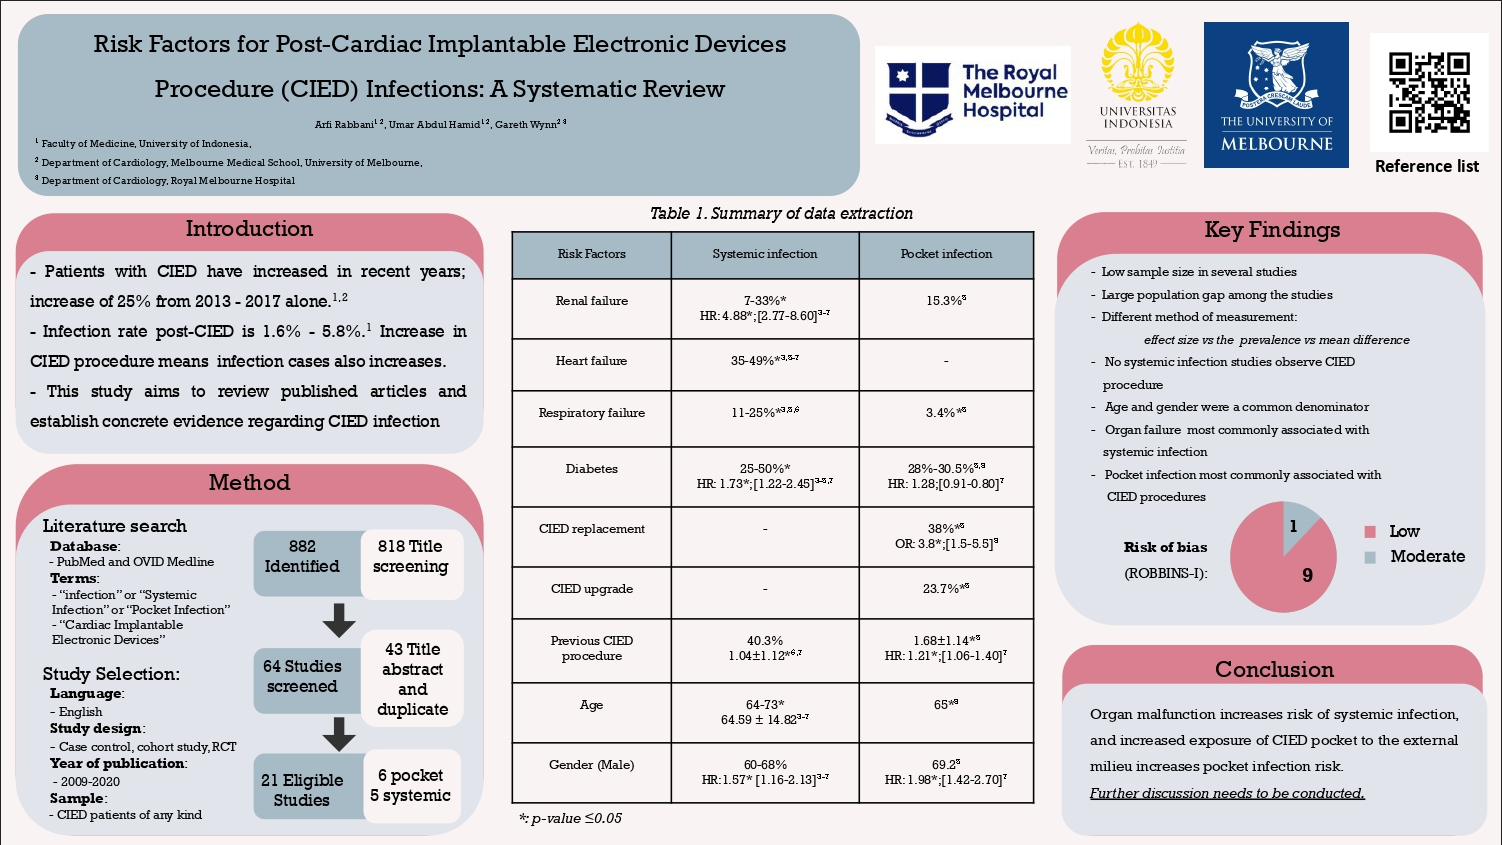 Risk Factors for Post-Cardiac Implantable Electronic Devices
Procedure (CIED) Infections: A Systematic Review
Arfi Rabbani¹ ², Umar Abdul Hamid¹ ², Gareth Wynn² ³
¹ Faculty of Medicine, University of Indonesia,
² Department of Cardiology, Melbourne Medical School, University of Melbourne,
³ Department of Cardiology, Royal Melbourne Hospital
The Royal
Melbourne
Hospital
UNIVERSITAS
INDONESIA
Veritas, Probitas Iustitia
EST. 1849
POSTERA CRESCAM LAUDE
THE UNIVERSITY OF
MELBOURNE
Reference list
Introduction
- Patients with CIED have increased in recent years;
increase of 25% from 2013 - 2017 alone.¹,²
- Infection rate post-CIED is 1.6% - 5.8%.¹ Increase in
CIED procedure means infection cases also increases.
- This study aims to review published articles and
establish concrete evidence regarding CIED infection
Method
Literature search
Database:
- PubMed and OVID Medline
Terms:
- “infection” or “Systemic
Infection” or “Pocket Infection”
- “Cardiac Implantable
Electronic Devices”
Study Selection:
Language:
- English
Study design:
- Case control, cohort study, RCT
Year of publication:
- 2009-2020
Sample:
- CIED patients of any kind
882
Identified
818 Title
screening
64 Studies
screened
43 Title
abstract
and
duplicate
21 Eligible
Studies
6 pocket
5 systemic
Table 1. Summary of data extraction
Risk Factors Systemic infection Pocket infection
Renal failure 7-33%* 15.3%⁵
HR: 4.88*;[2.77-8.60]³⁻⁷
Heart failure 35-49%*³,⁵⁻⁷ -
Respiratory failure 11-25%*³,⁵,⁶ 3.4%*⁵
Diabetes 25-50%* 28%-30.5%⁵,⁸
HR: 1.73*;[1.22-2.45]³⁻⁵,⁷ HR: 1.28;[0.91-0.80]⁷
CIED replacement - 38%*⁵
OR: 3.8*;[1.5-5.5]⁹
CIED upgrade - 23.7%*⁵
Previous CIED 40.3% 1.68±1.14*⁵
procedure 1.04±1.12*⁶,⁷ HR: 1.21*;[1.06-1.40]⁷
Age 64-73* 65*⁹
64.59 ± 14.82³⁻⁷
Gender (Male) 60-68% 69.2⁵
HR:1.57* [1.16-2.13]³⁻⁷ HR: 1.98*;[1.42-2.70]⁷
*: p-value ≤0.05
Key Findings
- Low sample size in several studies
- Large population gap among the studies
- Different method of measurement:
effect size vs the prevalence vs mean difference
- No systemic infection studies observe CIED
procedure
- Age and gender were a common denominator
- Organ failure most commonly associated with
systemic infection
- Pocket infection most commonly associated with
CIED procedures
Risk of bias
(ROBBINS-I):
1
9
Low
Moderate
Conclusion
Organ malfunction increases risk of systemic infection,
and increased exposure of CIED pocket to the external
milieu increases pocket infection risk.
Further discussion needs to be conducted.